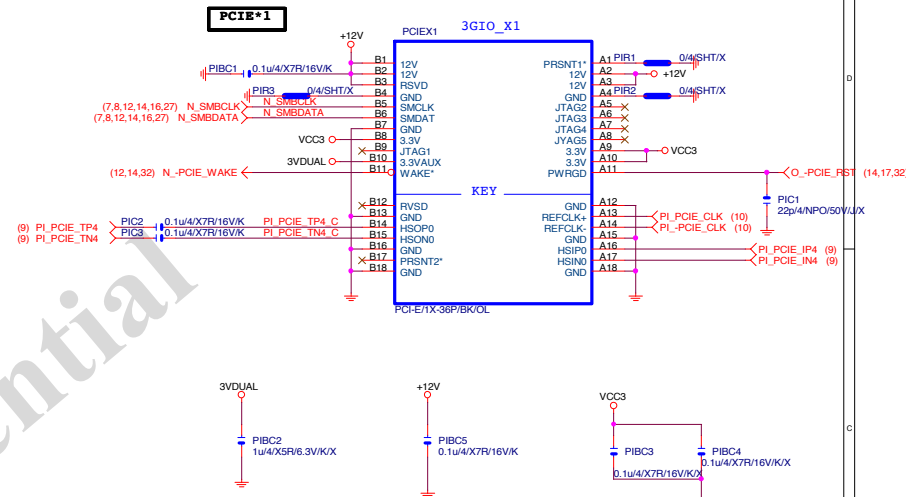 PCIE*1
3GIO_X1
+12V
PCIEX1
PIBC1 0.1u/4/X7R/16V/K
B1 12V
B2 12V
B3 RSVD
PIR3 0/4/SHT/X
B4 GND
(7,8,12,14,16,27) N_SMBCLK N_SMBCLK B5 SMCLK
(7,8,12,14,16,27) N_SMBDATA N_SMBDATA B6 SMDAT
B7 GND
VCC3 B8 3.3V
B9 JTAG1
3VDUAL B10 3.3VAUX
(12,14,32) N_-PCIE_WAKE B11 WAKE*
KEY
B12 RVSD
B13 GND
(9) PI_PCIE_TP4 PIC2 0.1u/4/X7R/16V/K PI_PCIE_TP4_C B14 HSOP0
(9) PI_PCIE_TN4 PIC3 0.1u/4/X7R/16V/K PI_PCIE_TN4_C B15 HSON0
B16 GND
B17 PRSNT2*
B18 GND
PRSNT1* A1 PIR1 0/4/SHT/X
12V A2 +12V
12V A3
GND A4 PIR2 0/4/SHT/X
JTAG2 A5
JTAG3 A6
JTAG4 A7
JYAG5 A8
3.3V A9 VCC3
3.3V A10
PWRGD A11 O_-PCIE_RST (14,17,32)
PIC1
22p/4/NPO/50V/J/X
GND A12
REFCLK+ A13 PI_PCIE_CLK (10)
REFCLK- A14 PI_-PCIE_CLK (10)
GND A15
HSIP0 A16 PI_PCIE_IP4 (9)
HSIN0 A17 PI_PCIE_IN4 (9)
GND A18
PCI-E/1X-36P/BK/OL
D
C
3VDUAL
PIBC2
1u/4/X5R/6.3V/K/X
+12V
PIBC5
0.1u/4/X7R/16V/K
VCC3
PIBC3
0.1u/4/X7R/16V/K/X
PIBC4
0.1u/4/X7R/16V/K/X
ential